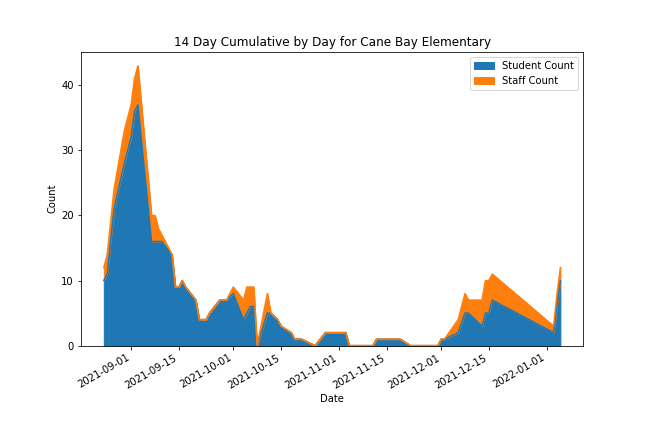 14 Day Cumulative by Day for Cane Bay Elementary
Student Count
Staff Count
Count
40
30
20
10
0
2021-09-01
2021-09-15
2021-10-01
2021-10-15
2021-11-01
2021-11-15
2021-12-01
2021-12-15
2022-01-01
Date